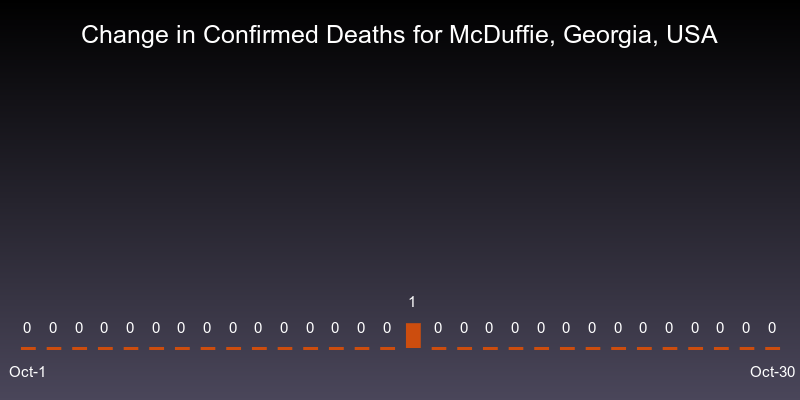 Change in Confirmed Deaths for McDuffie, Georgia, USA
1
0 0 0 0 0 0 0 0 0 0 0 0 0 0 0 0 0 0 0 0 0 0 0 0 0 0 0 0 0
Oct-1 Oct-30